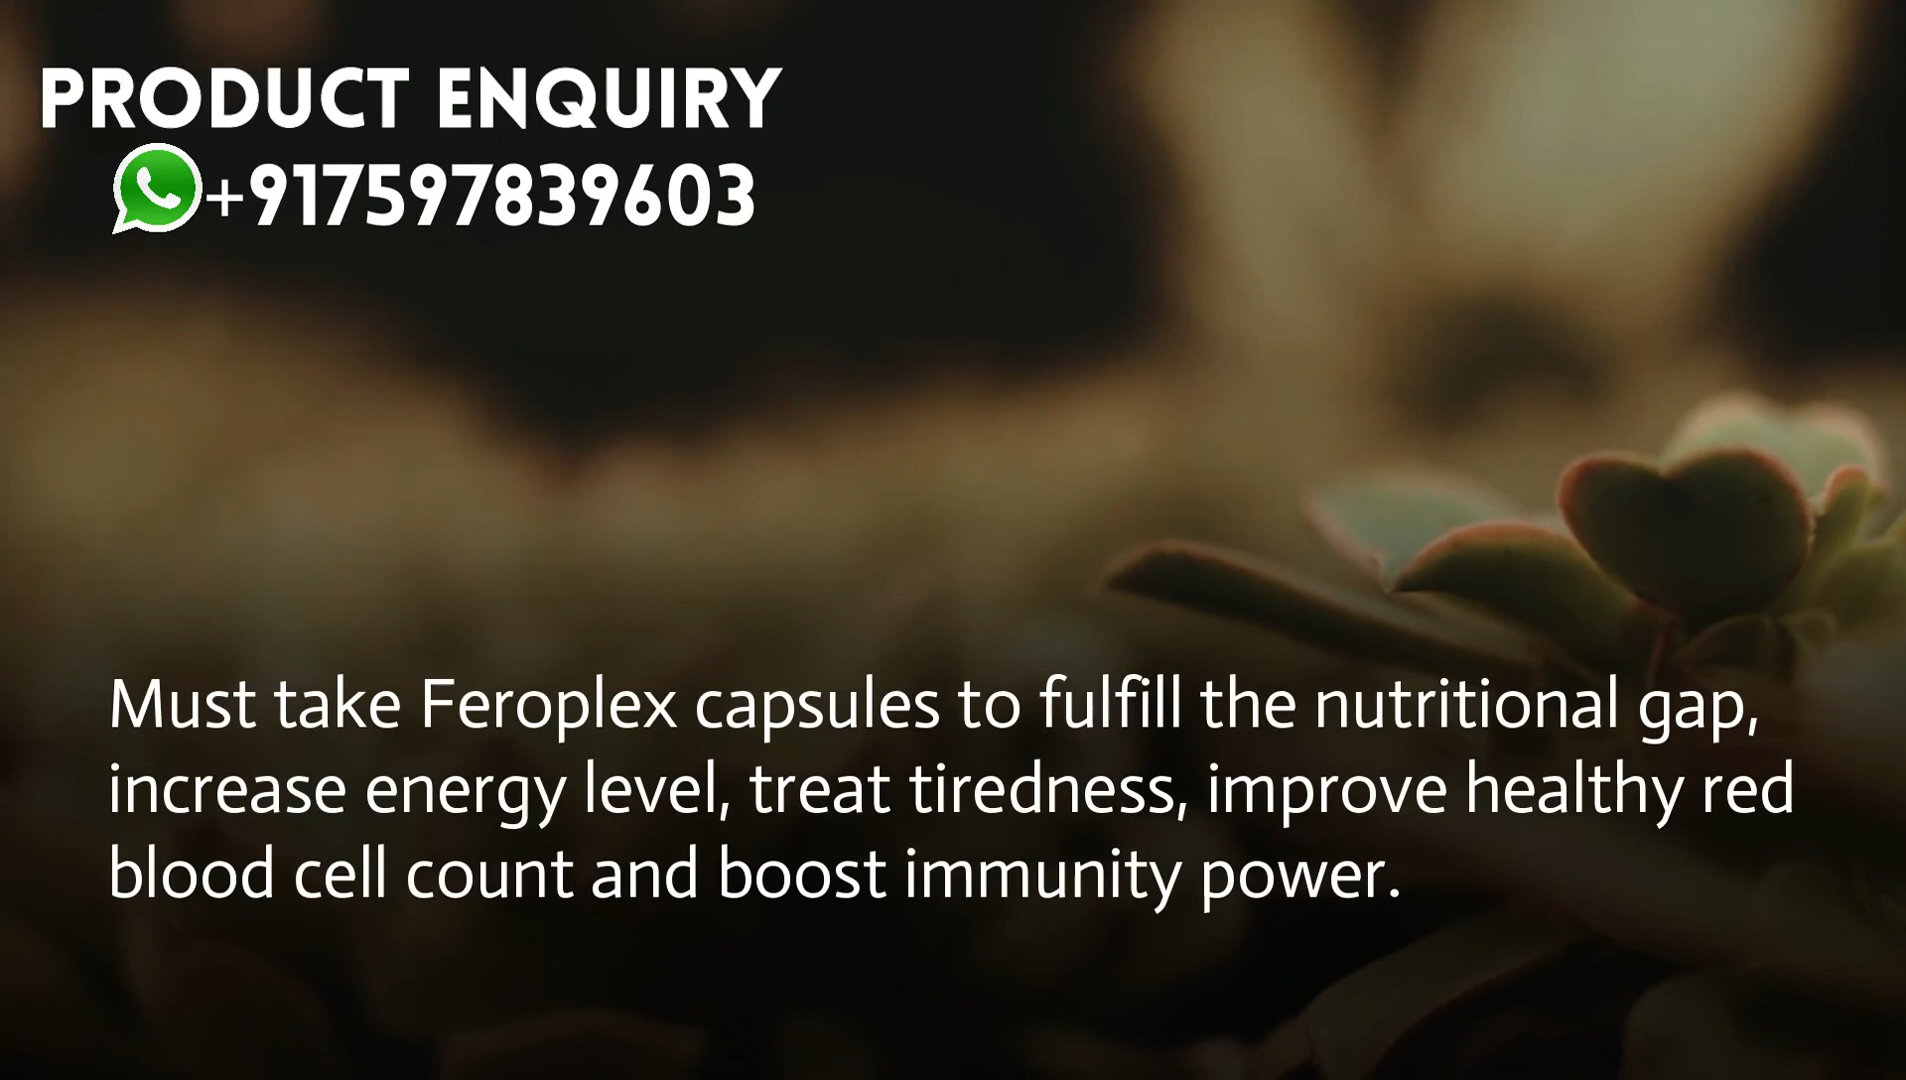 PRODUCT ENQUIRY
+917597839603
Must take Feroplex capsules to fulfill the nutritional gap,
increase energy level, treat tiredness, improve healthy red
blood cell count and boost immunity power.